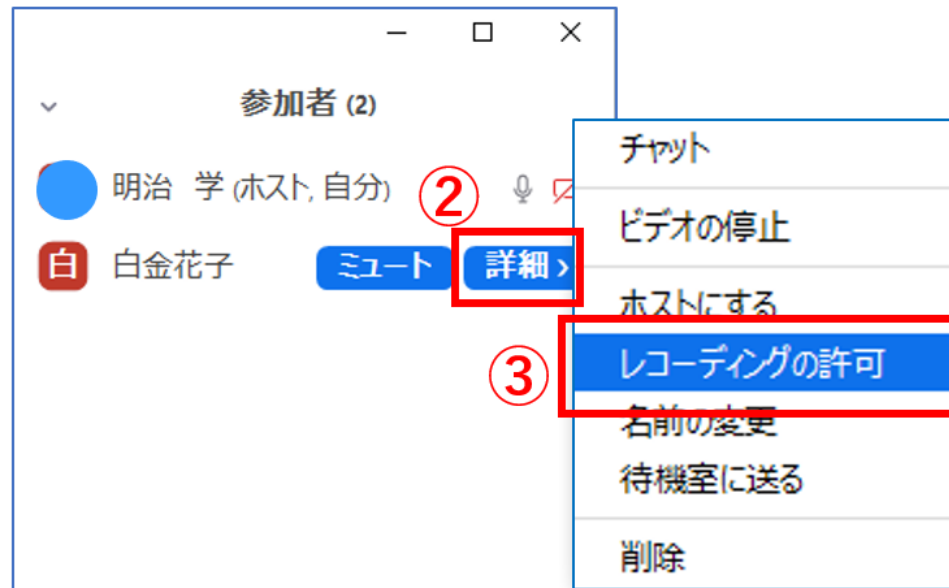 参加者 (2)
明治 学 (ホスト, 自分)
②
白 白金花子 ミュート 詳細 ›
③
チャット
ビデオの停止
ホストにする
レコーディングの許可
名前の変更
待機室に送る
削除